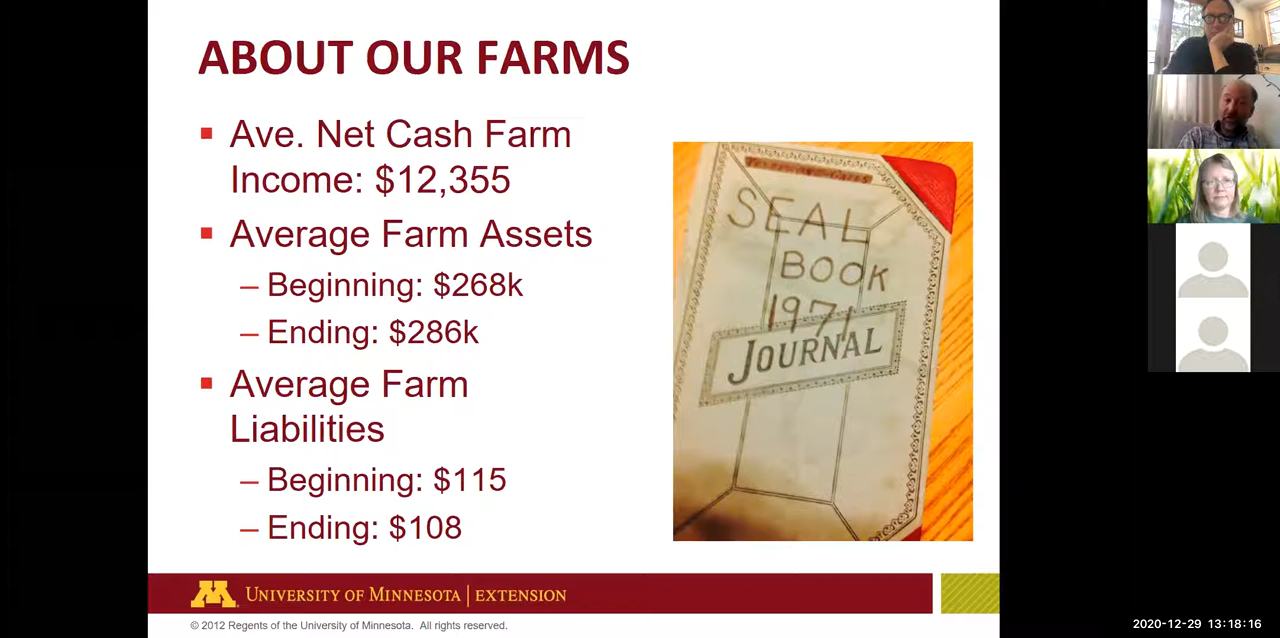 ABOUT OUR FARMS
Ave. Net Cash Farm
Income: $12,355
Average Farm Assets
– Beginning: $268k
– Ending: $286k
Average Farm
Liabilities
– Beginning: $115
– Ending: $108
SEAL
BOOK
1971
JOURNAL
UNIVERSITY OF MINNESOTA | EXTENSION
© 2012 Regents of the University of Minnesota. All rights reserved.
2020-12-29 13:18:16